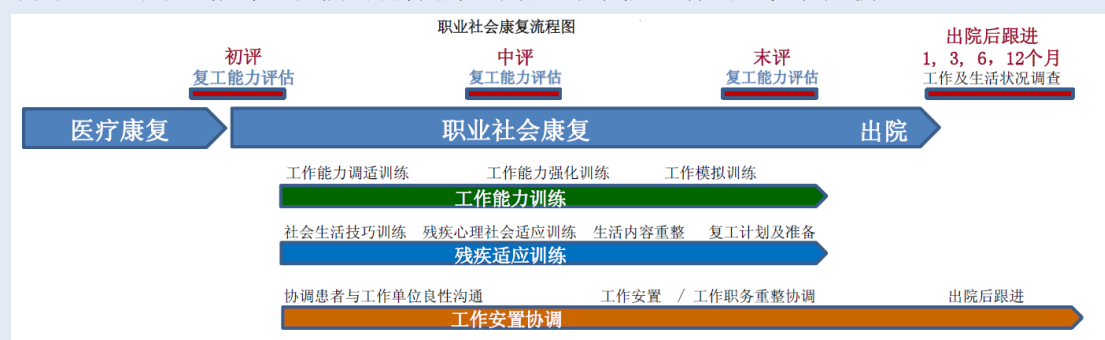 职业社会康复流程图
初评
复工能力评估
中评
复工能力评估
末评
复工能力评估
出院后跟进
1, 3, 6, 12个月
工作及生活状况调查
医疗康复
职业社会康复
出院
工作能力调适训练 工作能力强化训练 工作模拟训练
工作能力训练
社会生活技巧训练 残疾心理社会适应训练 生活内容重整 复工计划及准备
残疾适应训练
协调患者与工作单位良性沟通 工作安置 / 工作职务重整协调 出院后跟进
工作安置协调